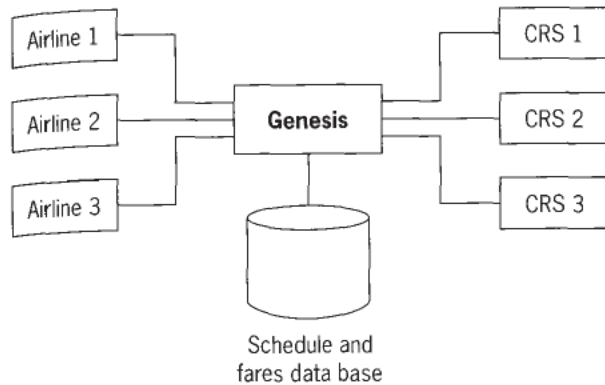 Airline 1
CRS 1
Airline 2
Genesis
CRS 2
Airline 3
CRS 3
Schedule and
fares data base